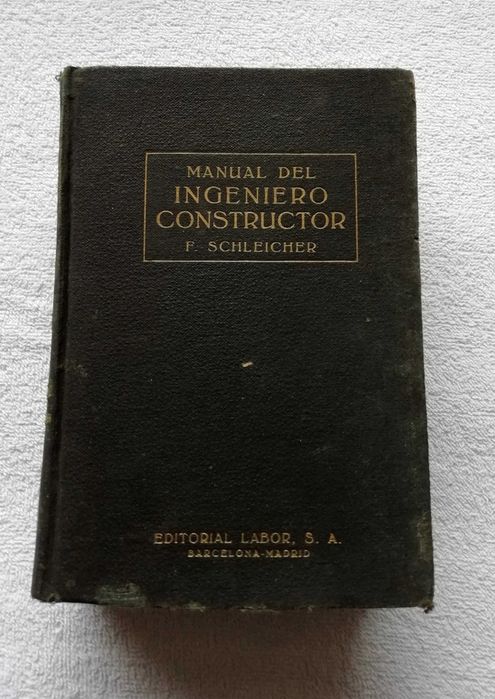 MANUAL DEL
INGENIERO
CONSTRUCTOR
F. SCHLEICHER
EDITORIAL LABOR, S. A.
BARCELONA-MADRID